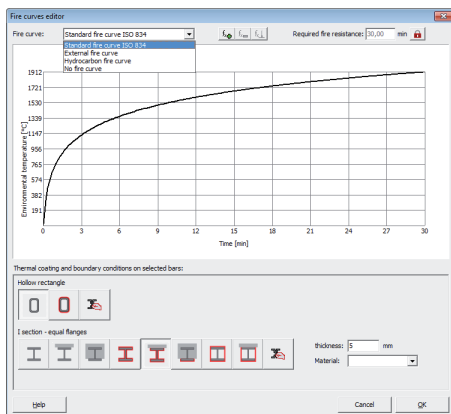 Fire curves editor
Fire curve: Standard fire curve ISO 834 Required fire resistance: 30,00 min
Standard fire curve ISO 834
External fire curve
Hydrocarbon fire curve
No fire curve
Environmental temperature [°C]
1912
1721
1530
1339
1147
956
765
574
382
191
0 3 6 9 12 15 18 21 24 27 30
Time [min]
Thermal coating and boundary conditions on selected bars:
Hollow rectangle
I section - equal flanges
thickness: 5 mm
Material:
Help Cancel OK